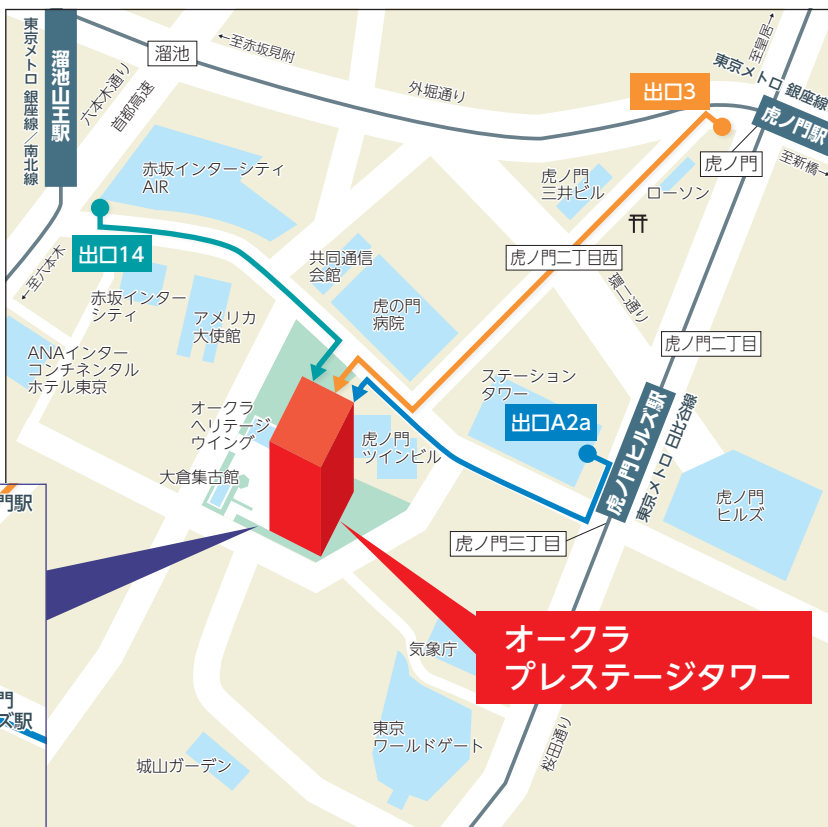 東京メトロ 銀座線/南北線
溜池山王駅
六本木通り
首都高速
溜池
←至赤坂見附
外堀通り
出口3
東京メトロ 銀座線
至皇居→
虎ノ門駅
虎ノ門
至新橋→
赤坂インターシティ
AIR
虎ノ門
三井ビル
ローソン
出口14
←至六本木
共同通信
会館
虎ノ門二丁目西
環二通り
赤坂インター
シティ
アメリカ
大使館
虎の門
病院
虎ノ門二丁目
ANAインター
コンチネンタル
ホテル東京
ステーション
タワー
出口A2a
虎ノ門ヒルズ駅
東京メトロ 日比谷線
オークラ
ヘリテージ
ウイング
虎ノ門
ツインビル
大倉集古館
虎ノ門
ヒルズ
門駅
虎ノ門三丁目
オークラ
プレステージタワー
気象庁
門
ズ駅
東京
ワールドゲート
桜田通り
城山ガーデン